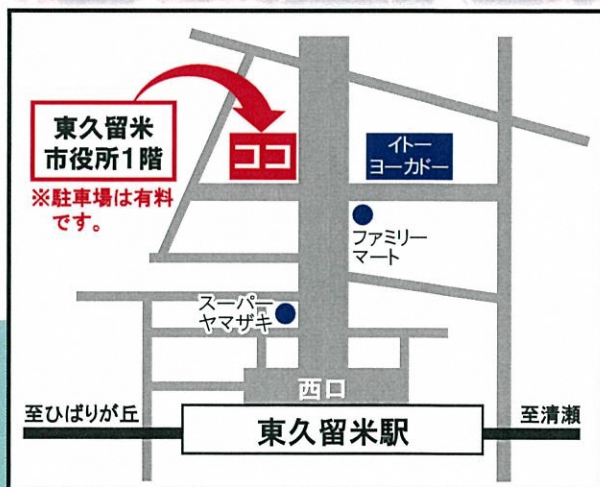 東久留米
市役所1階
※駐車場は有料
です。
ココ
イトー
ヨーカドー
ファミリー
マート
スーパー
ヤマザキ
西口
至ひばりが丘
東久留米駅
至清瀬